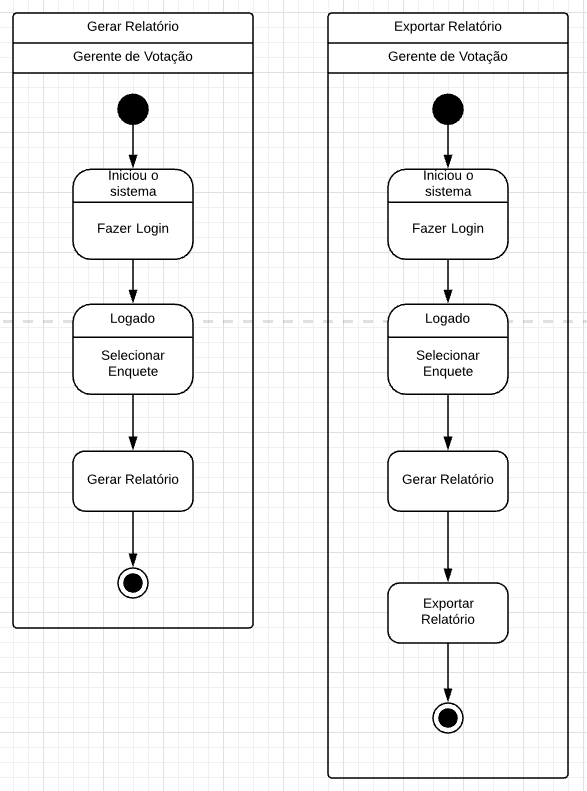 Gerar Relatório
Gerente de Votação
Iniciou o
sistema
Fazer Login
Logado
Selecionar
Enquete
Gerar Relatório
Exportar Relatório
Gerente de Votação
Iniciou o
sistema
Fazer Login
Logado
Selecionar
Enquete
Gerar Relatório
Exportar
Relatório